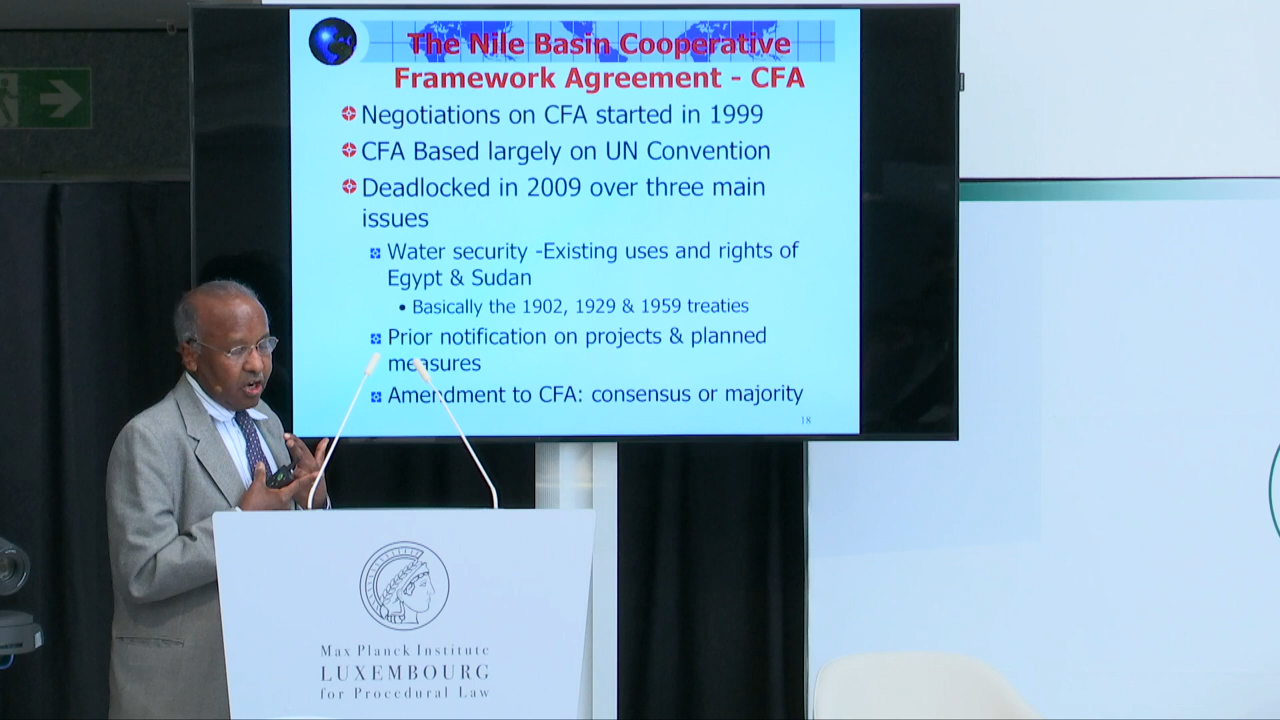 The Nile Basin Cooperative
Framework Agreement - CFA
Negotiations on CFA started in 1999
CFA Based largely on UN Convention
Deadlocked in 2009 over three main
issues
Water security -Existing uses and rights of
Egypt & Sudan
• Basically the 1902, 1929 & 1959 treaties
Prior notification on projects & planned
measures
Amendment to CFA: consensus or majority
18
Max Planck Institute
LUXEMBOURG
for Procedural Law